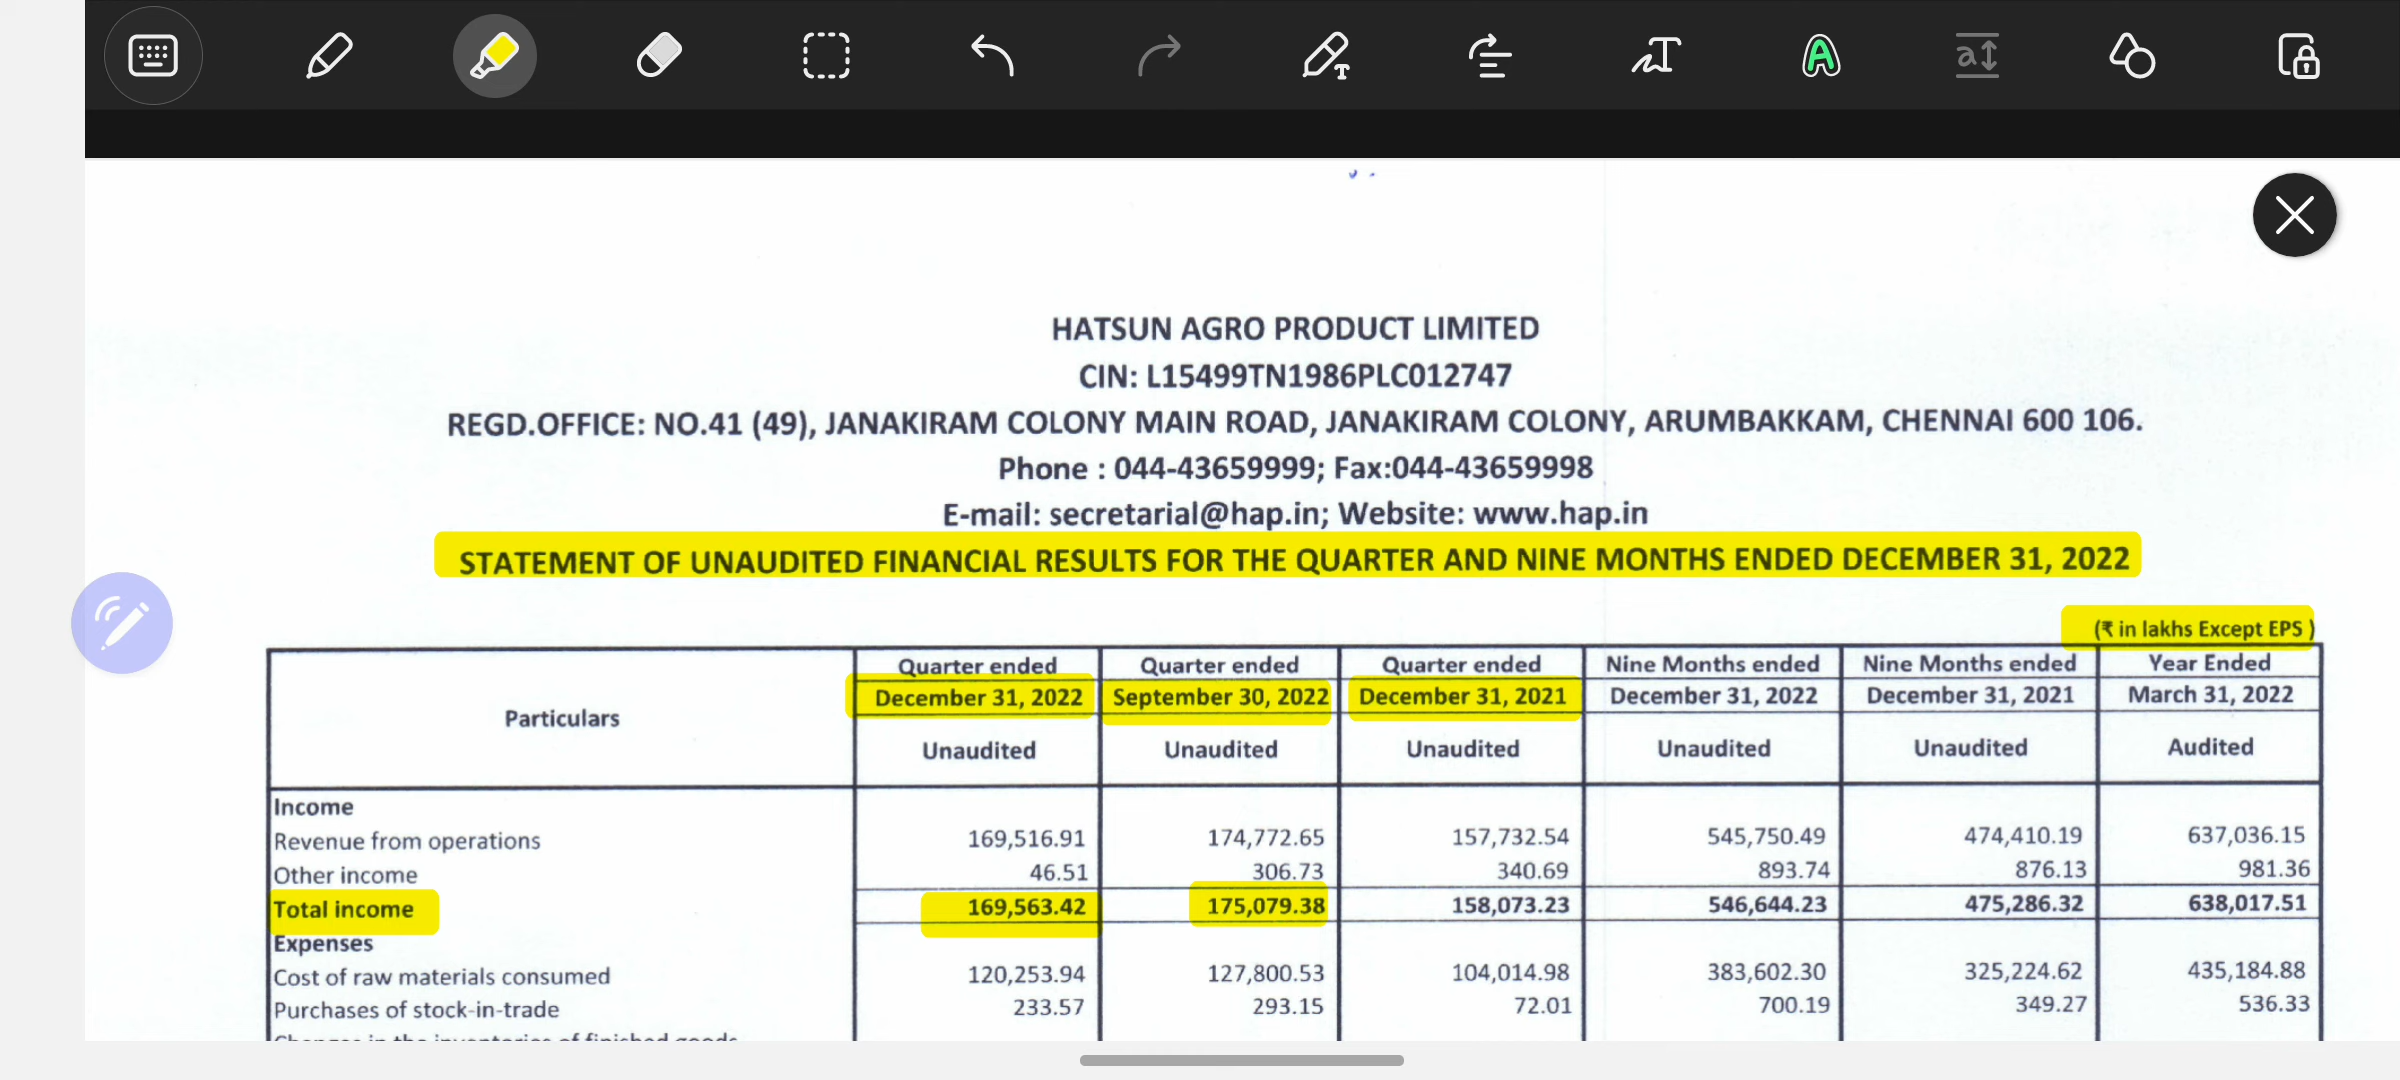 HATSUN AGRO PRODUCT LIMITED
CIN: L15499TN1986PLC012747
REGD.OFFICE: NO.41 (49), JANAKIRAM COLONY MAIN ROAD, JANAKIRAM COLONY, ARUMBAKKAM, CHENNAI 600 106.
Phone : 044-43659999; Fax:044-43659998
E-mail: secretarial@hap.in; Website: www.hap.in
STATEMENT OF UNAUDITED FINANCIAL RESULTS FOR THE QUARTER AND NINE MONTHS ENDED DECEMBER 31, 2022
(₹ in lakhs Except EPS )
Particulars Quarter ended Quarter ended Quarter ended Nine Months ended Nine Months ended Year Ended
December 31, 2022 September 30, 2022 December 31, 2021 December 31, 2022 December 31, 2021 March 31, 2022
Unaudited Unaudited Unaudited Unaudited Unaudited Audited
Income
Revenue from operations 169,516.91 174,772.65 157,732.54 545,750.49 474,410.19 637,036.15
Other income 46.51 306.73 340.69 893.74 876.13 981.36
Total income 169,563.42 175,079.38 158,073.23 546,644.23 475,286.32 638,017.51
Expenses
Cost of raw materials consumed 120,253.94 127,800.53 104,014.98 383,602.30 325,224.62 435,184.88
Purchases of stock-in-trade 233.57 293.15 72.01 700.19 349.27 536.33
Changes in the inventories of finished goods